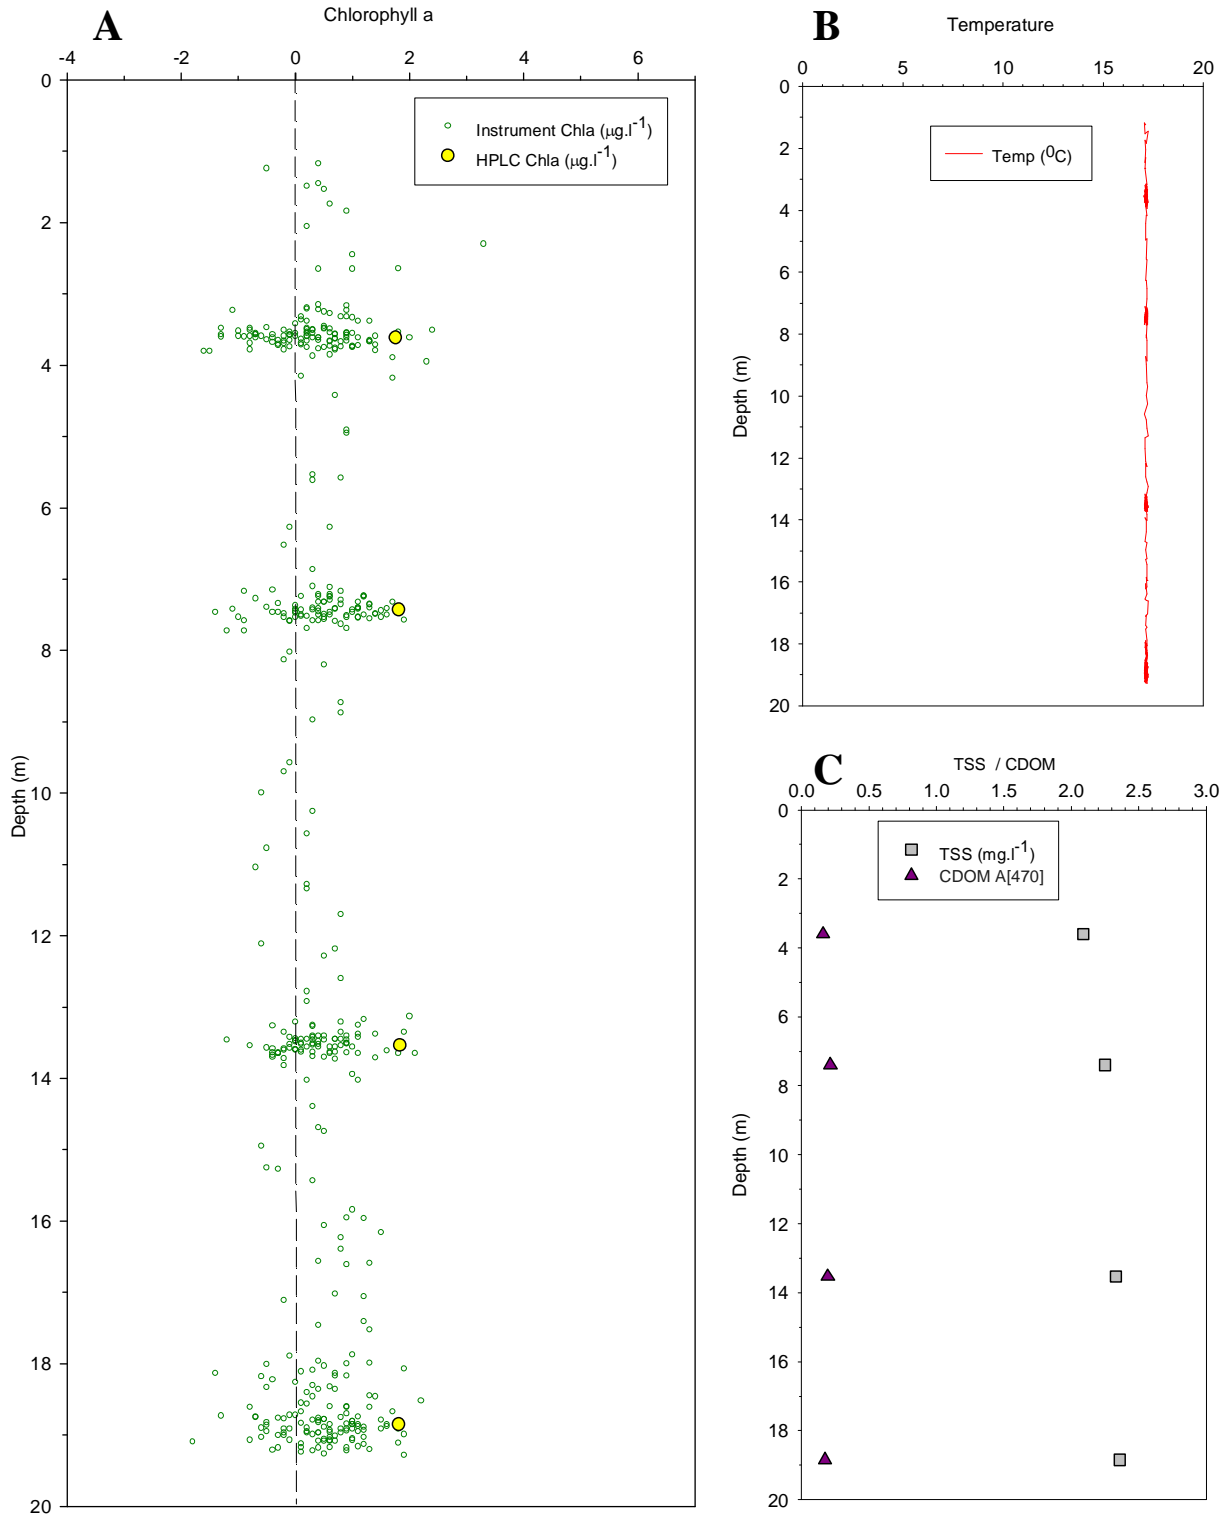 A
Chlorophyll a
-4 -2 0 2 4 6
0
2
4
6
8
10
12
14
16
18
20
Depth (m)
Instrument Chla (µg.l-1)
HPLC Chla (µg.l-1)
B
Temperature
0 5 10 15 20
0
2
4
6
8
10
12
14
16
18
20
Depth (m)
Temp (0C)
C
TSS / CDOM
0.0 0.5 1.0 1.5 2.0 2.5 3.0
0
2
4
6
8
10
12
14
16
18
20
Depth (m)
TSS (mg.l-1)
CDOM A[470]